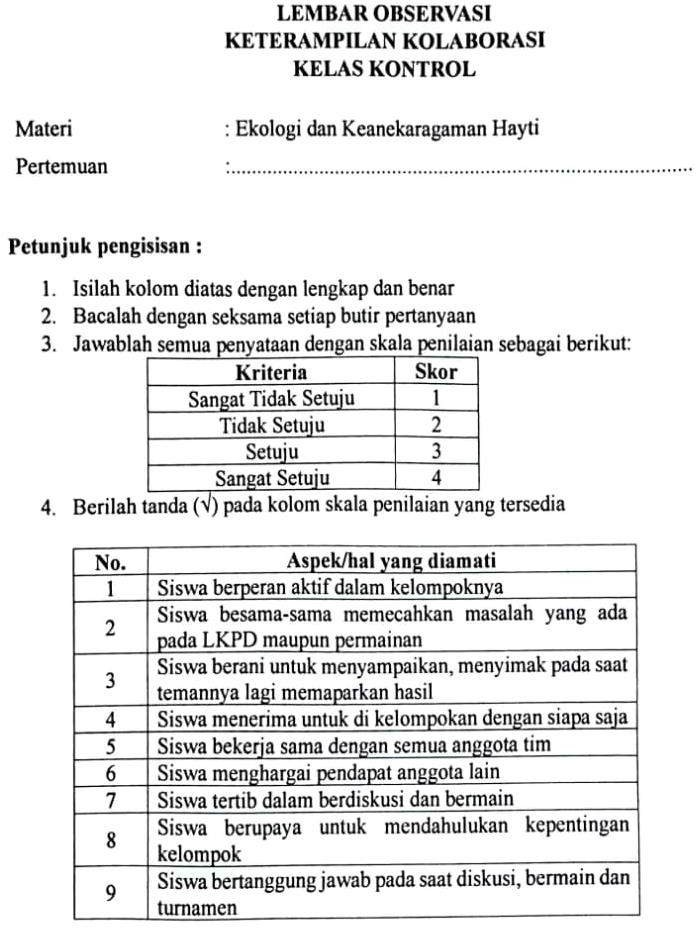 LEMBAR OBSERVASI
KETERAMPILAN KOLABORASI
KELAS KONTROL
Materi : Ekologi dan Keanekaragaman Hayti
Pertemuan :....................................................................................
Petunjuk pengisisan :
1. Isilah kolom diatas dengan lengkap dan benar
2. Bacalah dengan seksama setiap butir pertanyaan
3. Jawablah semua penyataan dengan skala penilaian sebagai berikut:
Kriteria Skor
Sangat Tidak Setuju 1
Tidak Setuju 2
Setuju 3
Sangat Setuju 4
4. Berilah tanda (√) pada kolom skala penilaian yang tersedia
No. Aspek/hal yang diamati
1 Siswa berperan aktif dalam kelompoknya
2 Siswa besama-sama memecahkan masalah yang ada
pada LKPD maupun permainan
3 Siswa berani untuk menyampaikan, menyimak pada saat
temannya lagi memaparkan hasil
4 Siswa menerima untuk di kelompokan dengan siapa saja
5 Siswa bekerja sama dengan semua anggota tim
6 Siswa menghargai pendapat anggota lain
7 Siswa tertib dalam berdiskusi dan bermain
8 Siswa berupaya untuk mendahulukan kepentingan
kelompok
9 Siswa bertanggung jawab pada saat diskusi, bermain dan
turnamen